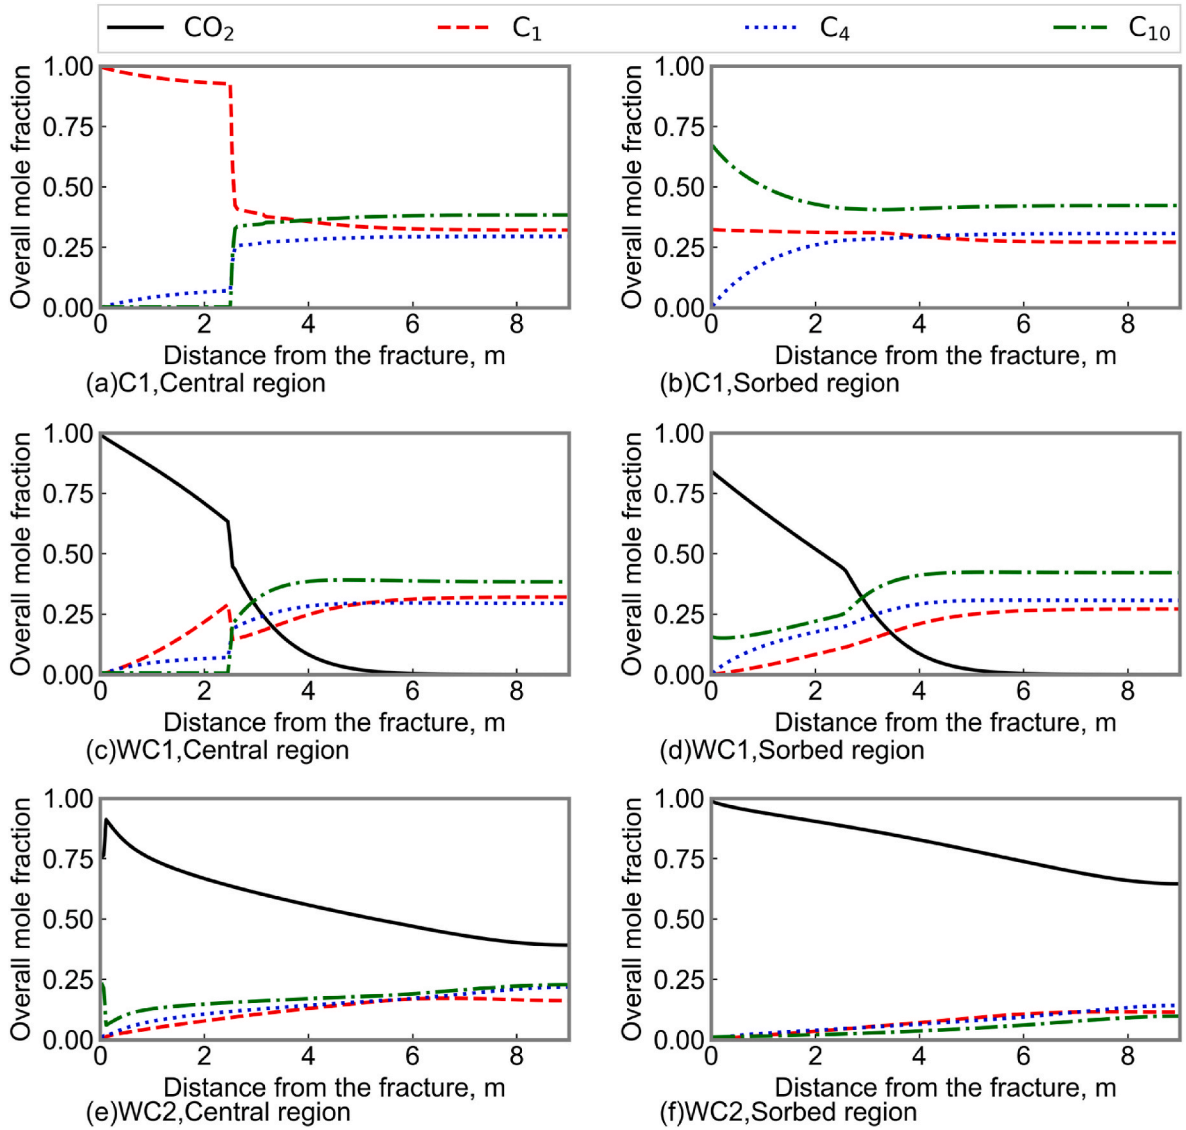 CO2 C1 C4 C10
Overall mole fraction
1.00
0.75
0.50
0.25
0.00
0 2 4 6 8
Distance from the fracture, m
(a)C1,Central region
Overall mole fraction
1.00
0.75
0.50
0.25
0.00
0 2 4 6 8
Distance from the fracture, m
(b)C1,Sorbed region
Overall mole fraction
1.00
0.75
0.50
0.25
0.00
0 2 4 6 8
Distance from the fracture, m
(c)WC1,Central region
Overall mole fraction
1.00
0.75
0.50
0.25
0.00
0 2 4 6 8
Distance from the fracture, m
(d)WC1,Sorbed region
Overall mole fraction
1.00
0.75
0.50
0.25
0.00
0 2 4 6 8
Distance from the fracture, m
(e)WC2,Central region
Overall mole fraction
1.00
0.75
0.50
0.25
0.00
0 2 4 6 8
Distance from the fracture, m
(f)WC2,Sorbed region